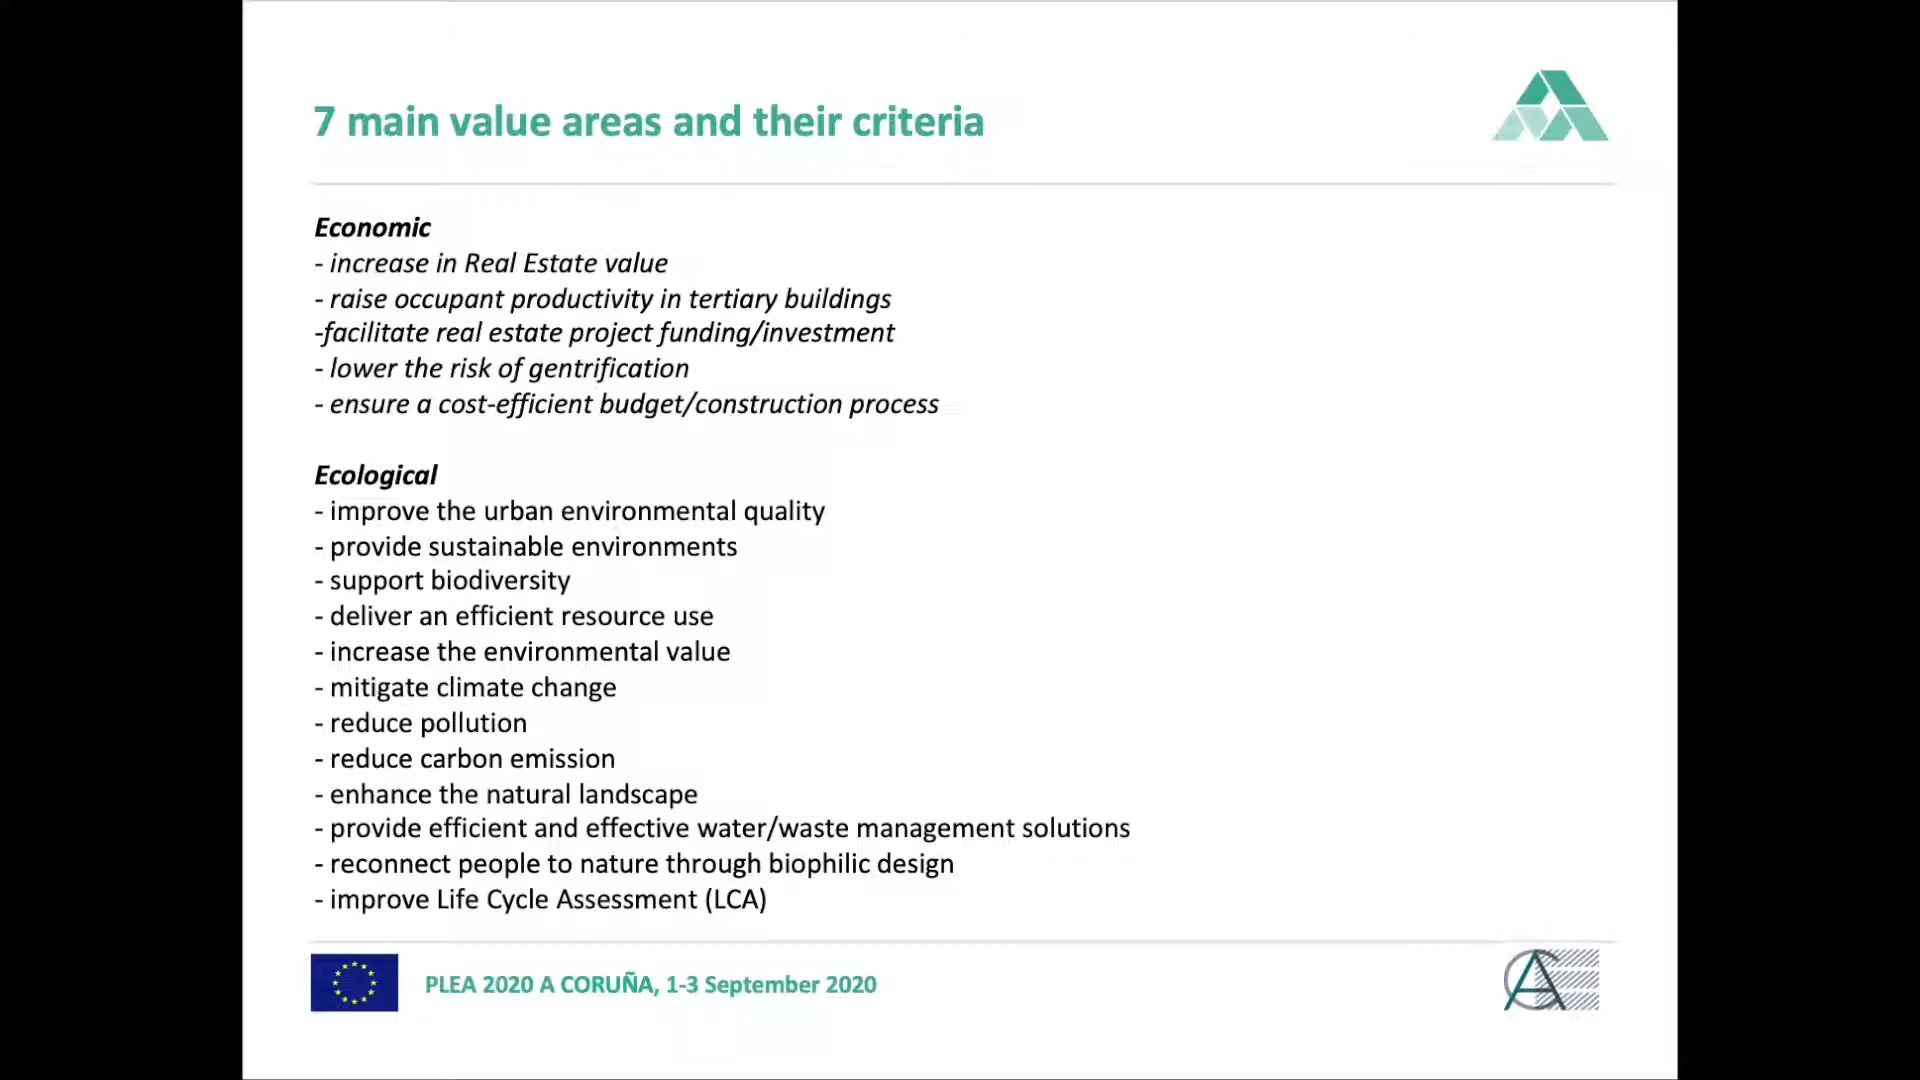 7 main value areas and their criteria
Economic
- increase in Real Estate value
- raise occupant productivity in tertiary buildings
-facilitate real estate project funding/investment
- lower the risk of gentrification
- ensure a cost-efficient budget/construction process
Ecological
- improve the urban environmental quality
- provide sustainable environments
- support biodiversity
- deliver an efficient resource use
- increase the environmental value
- mitigate climate change
- reduce pollution
- reduce carbon emission
- enhance the natural landscape
- provide efficient and effective water/waste management solutions
- reconnect people to nature through biophilic design
- improve Life Cycle Assessment (LCA)
PLEA 2020 A CORUÑA, 1-3 September 2020
ACE